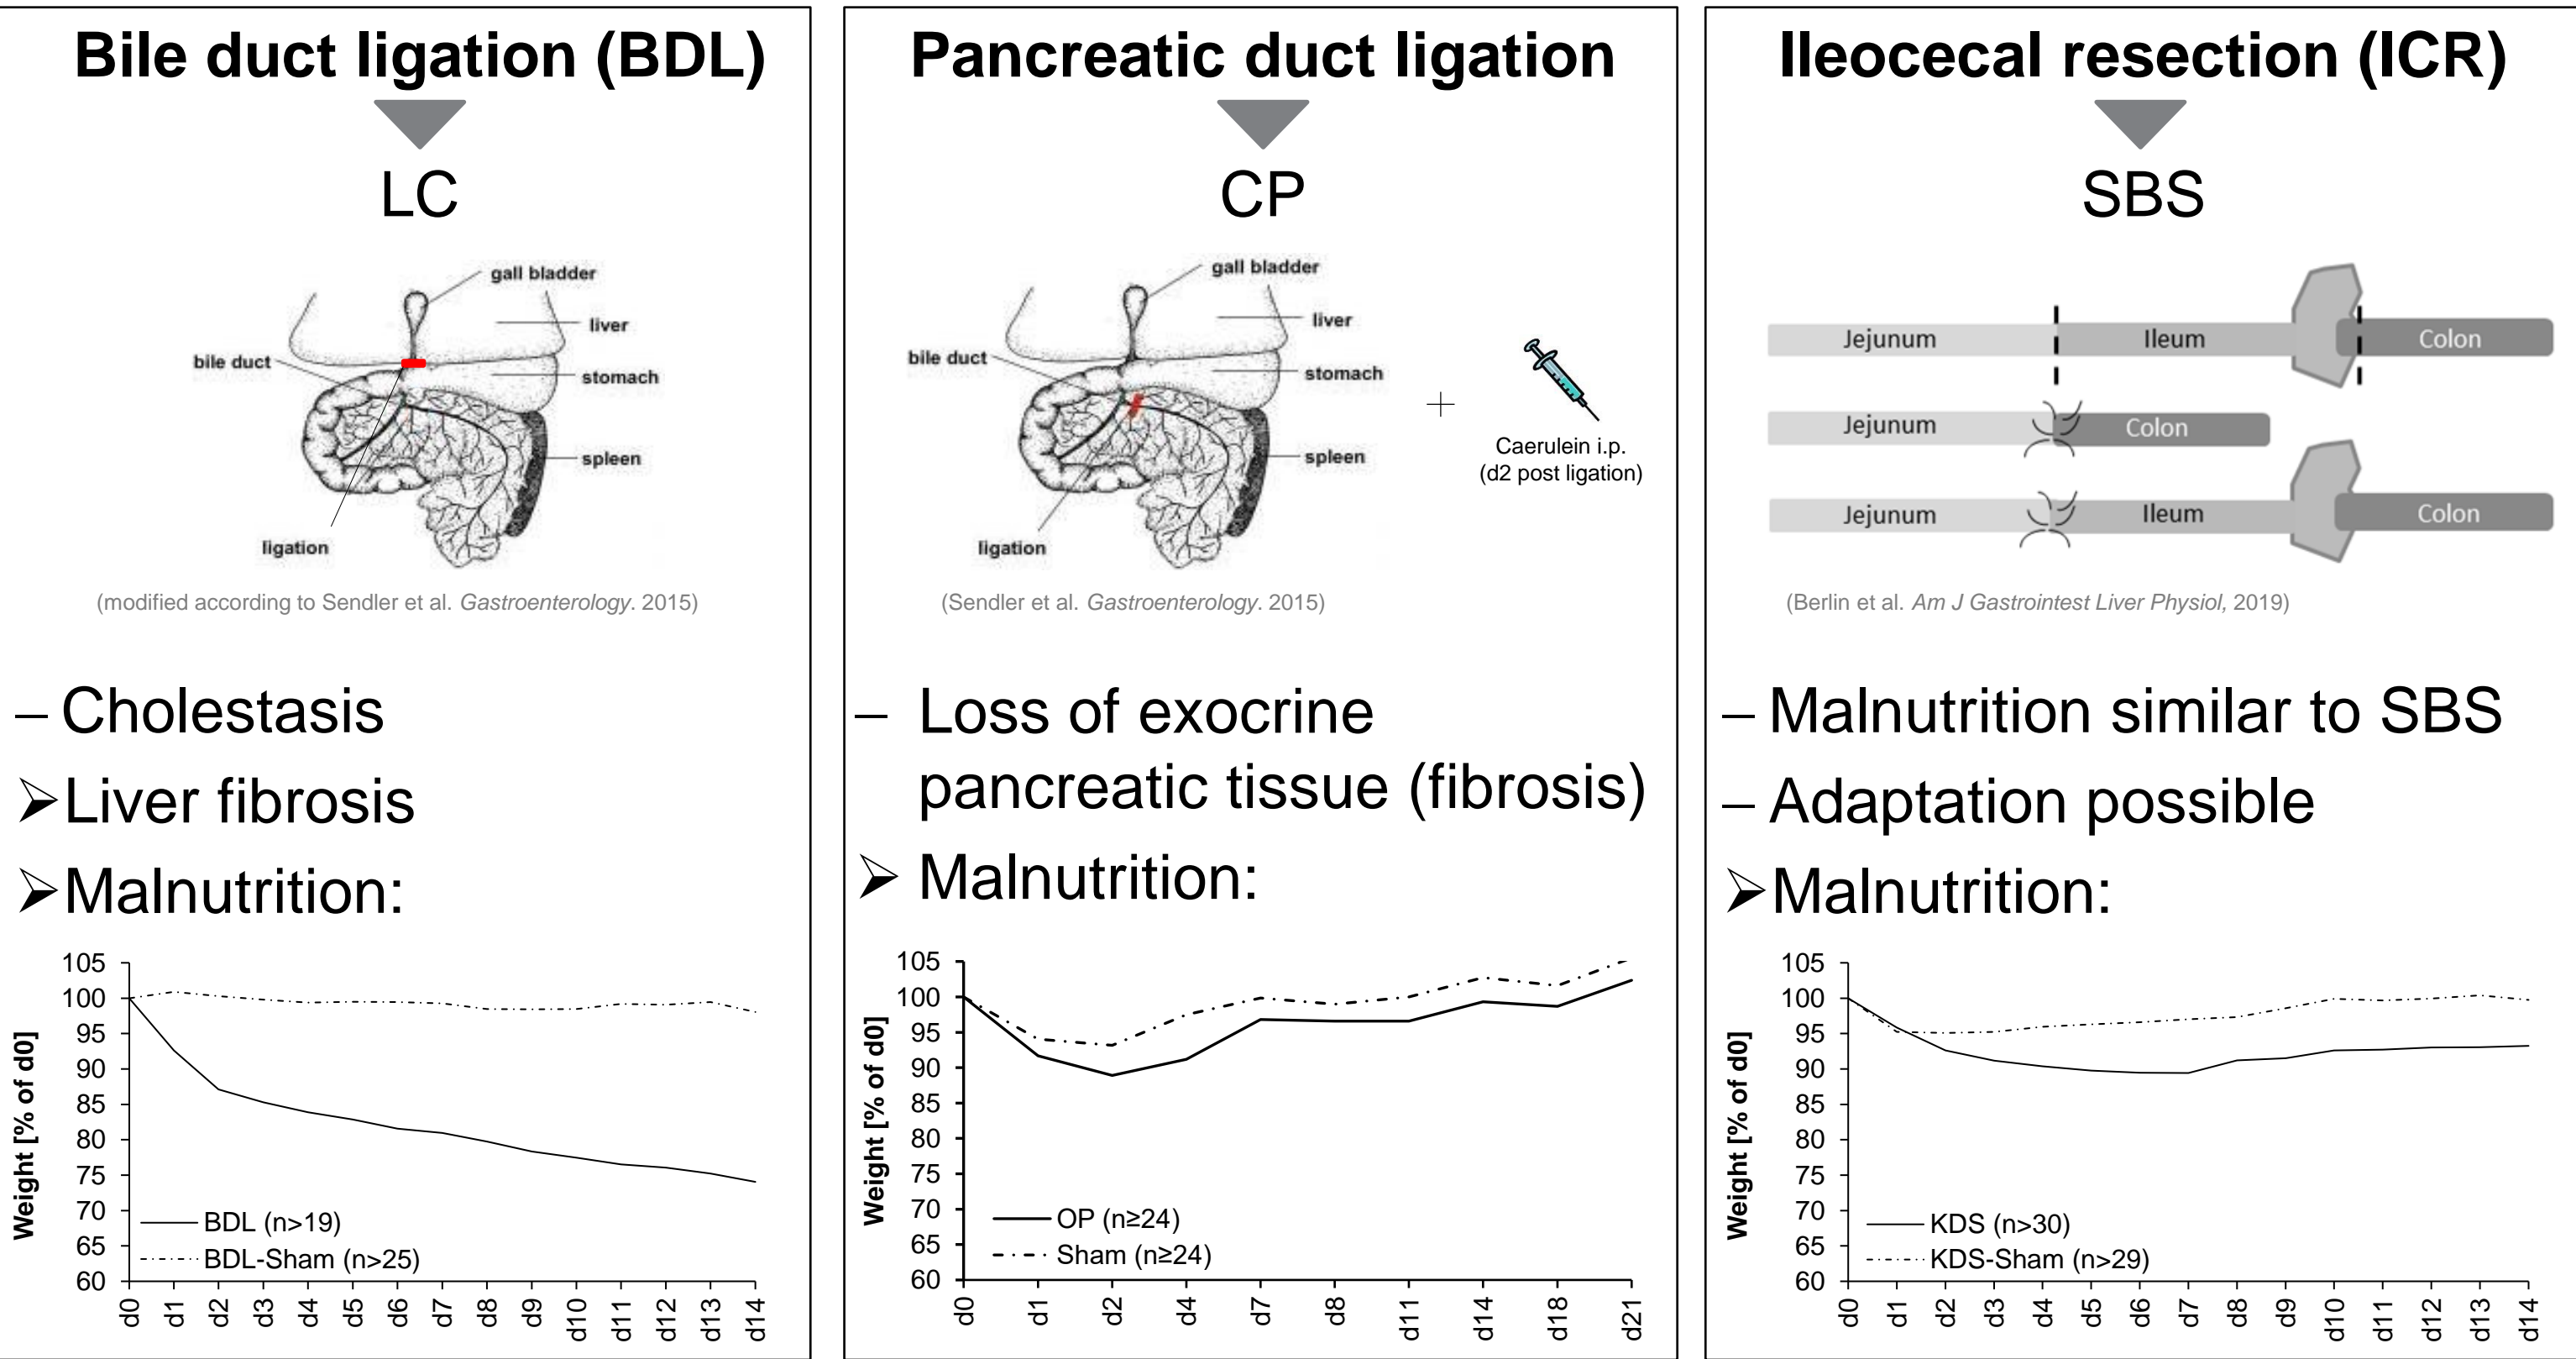 Bile duct ligation (BDL)
LC
gall bladder
liver
bile duct
stomach
spleen
ligation
(modified according to Sendler et al. Gastroenterology. 2015)
– Cholestasis
➢Liver fibrosis
➢Malnutrition:
Weight [% of d0]
105
100
95
90
85
80
75
70
65
60
BDL (n>19)
BDL-Sham (n>25)
d0 d1 d2 d3 d4 d5 d6 d7 d8 d9 d10 d11 d12 d13 d14
Pancreatic duct ligation
CP
gall bladder
liver
bile duct
stomach
spleen
ligation
+
Caerulein i.p.
(d2 post ligation)
(Sendler et al. Gastroenterology. 2015)
– Loss of exocrine
pancreatic tissue (fibrosis)
➢ Malnutrition:
Weight [% of d0]
105
100
95
90
85
80
75
70
65
60
OP (n≥24)
Sham (n≥24)
d0 d1 d2 d4 d7 d8 d11 d14 d18 d21
Ileocecal resection (ICR)
SBS
Jejunum Ileum Colon
Jejunum Colon
Jejunum Ileum Colon
(Berlin et al. Am J Gastrointest Liver Physiol, 2019)
– Malnutrition similar to SBS
– Adaptation possible
➢Malnutrition:
Weight [% of d0]
105
100
95
90
85
80
75
70
65
60
KDS (n>30)
KDS-Sham (n>29)
d0 d1 d2 d3 d4 d5 d6 d7 d8 d9 d10 d11 d12 d13 d14